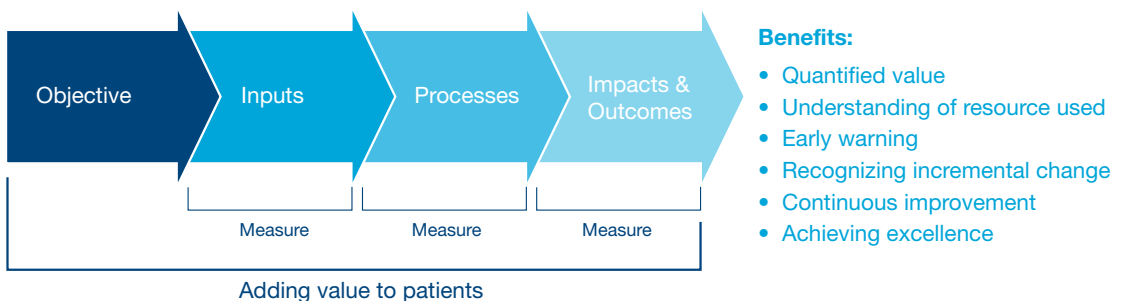 Objective
Inputs
Processes
Impacts &
Outcomes
Measure
Measure
Measure
Adding value to patients
Benefits:
• Quantified value
• Understanding of resource used
• Early warning
• Recognizing incremental change
• Continuous improvement
• Achieving excellence